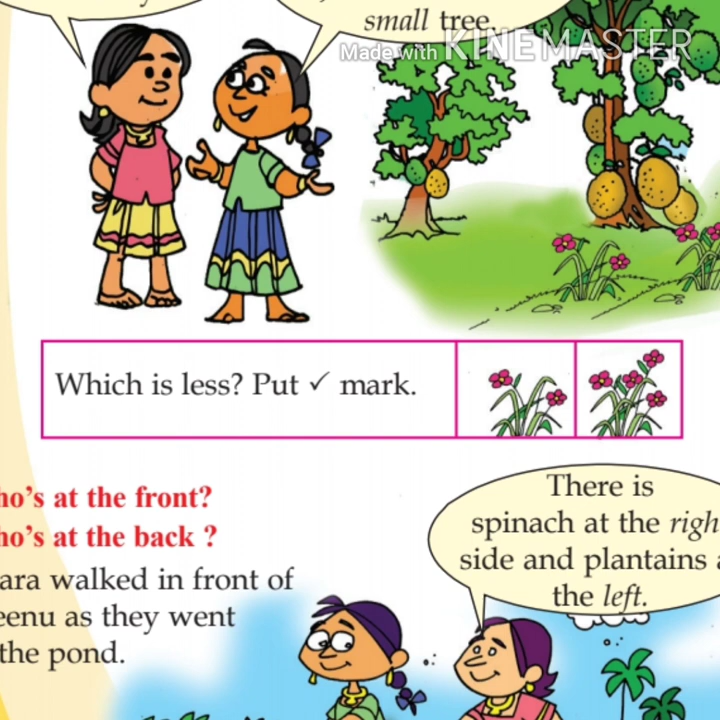 small tree.
Made with KINEMASTER
Which is less? Put ✓ mark.
ho's at the front?
ho's at the back ?
ara walked in front of
eenu as they went
the pond.
There is
spinach at the righ
side and plantains a
the left.